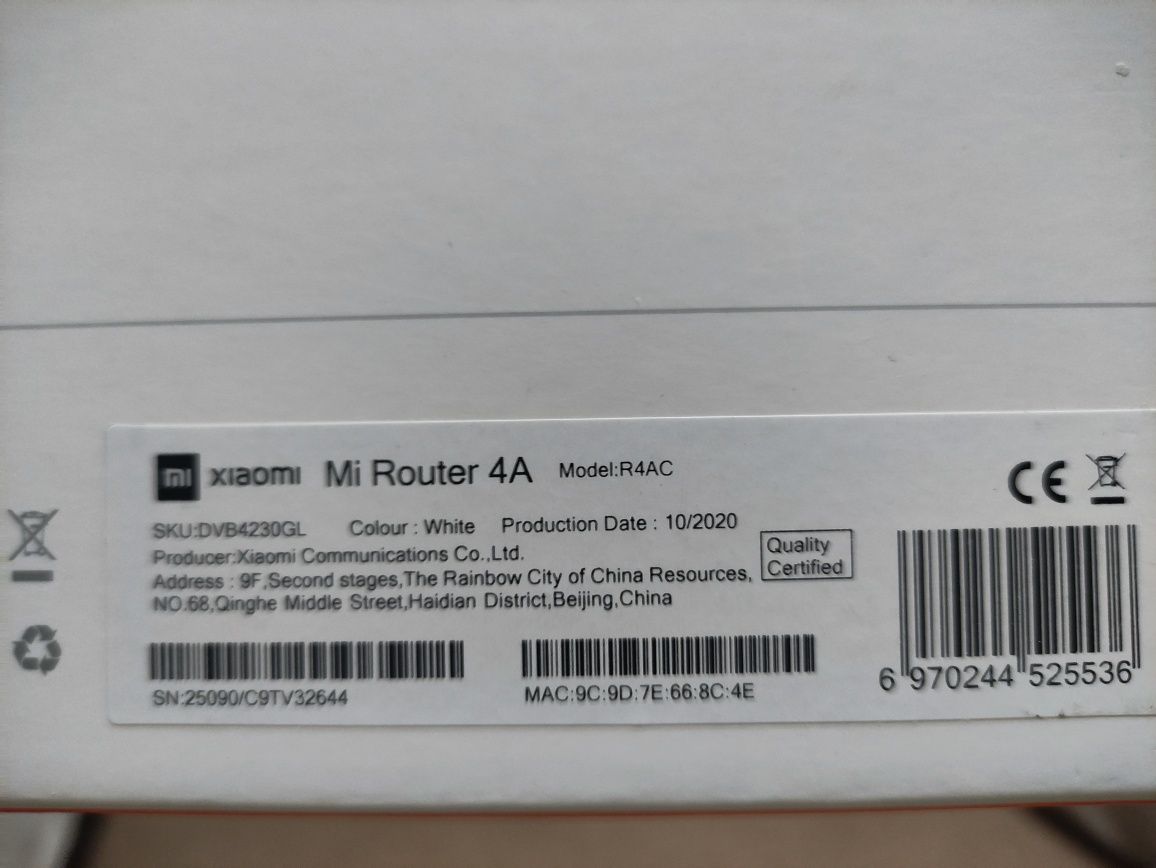 mi xiaomi Mi Router 4A Model:R4AC
CE
SKU:DVB4230GL Colour : White Production Date : 10/2020
Producer:Xiaomi Communications Co.,Ltd.
Address : 9F,Second stages,The Rainbow City of China Resources,
NO.68,Qinghe Middle Street,Haidian District,Beijing,China
Quality
Certified
SN:25090/C9TV32644
MAC:9C:9D:7E:66:8C:4E
6 970244 525536